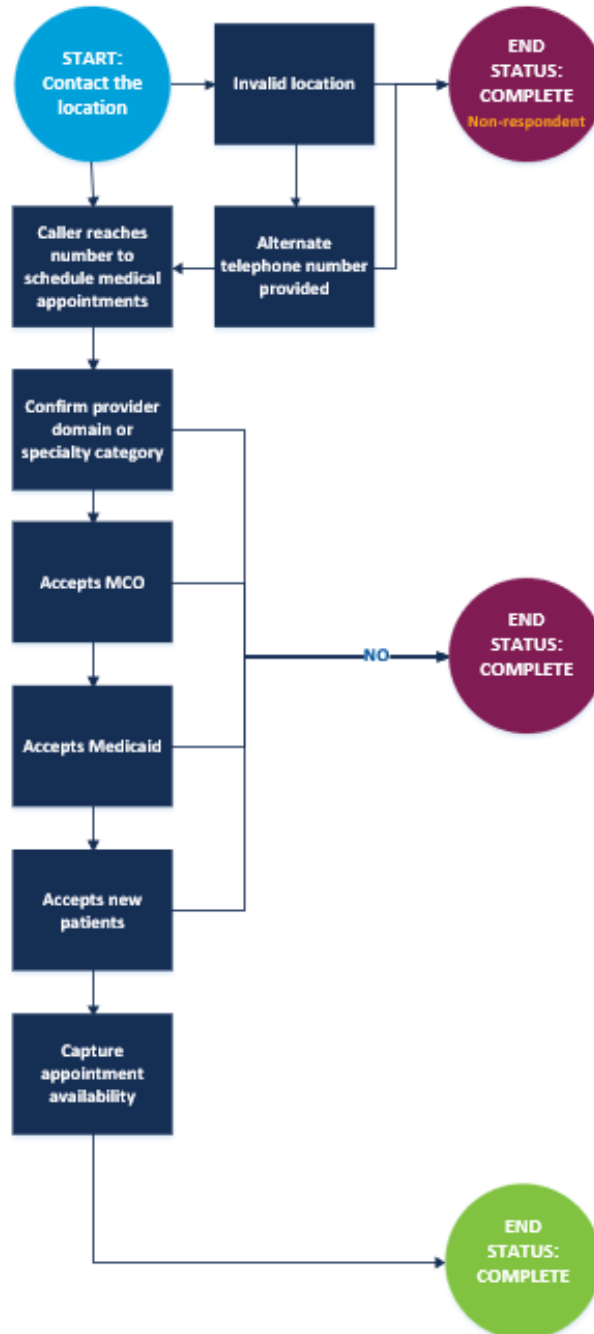 START:
Contact the
location
Invalid location
END
STATUS:
COMPLETE
Non-respondent
Caller reaches
number to
schedule medical
appointments
Alternate
telephone number
provided
Confirm provider
domain or
specialty category
Accepts MCO
NO
END
STATUS:
COMPLETE
Accepts Medicaid
Accepts new
patients
Capture
appointment
availability
END
STATUS:
COMPLETE